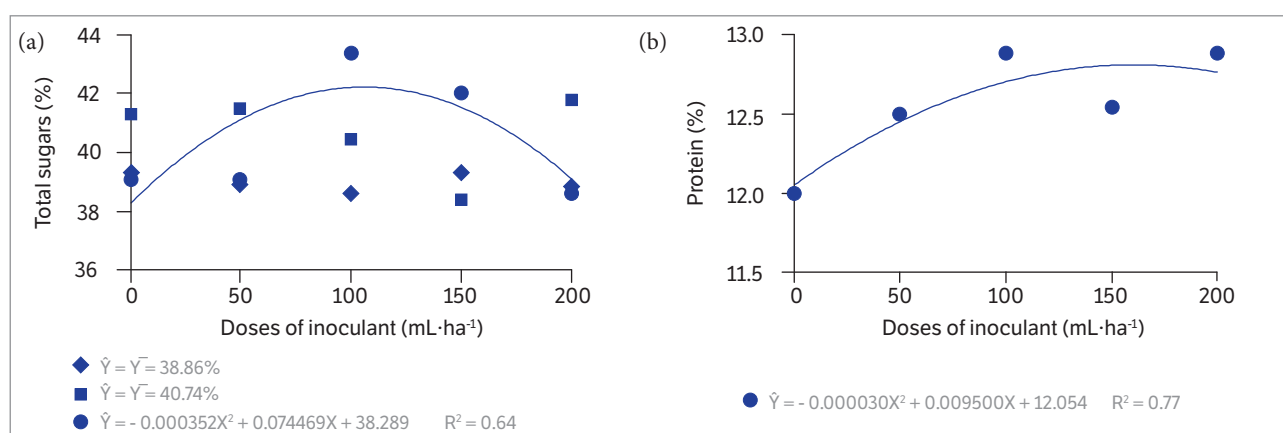 (a)
44
42
40
38
36
Total sugars (%)
0 50 100 150 200
Doses of inoculant (mL·ha⁻¹)
Ŷ = Y̅ = 38.86%
Ŷ = Y̅ = 40.74%
Ŷ = - 0.000352X² + 0.074469X + 38.289 R² = 0.64
(b)
13.0
12.5
12.0
11.5
Protein (%)
0 50 100 150 200
Doses of inoculant (mL·ha⁻¹)
Ŷ = - 0.000030X² + 0.009500X + 12.054 R² = 0.77